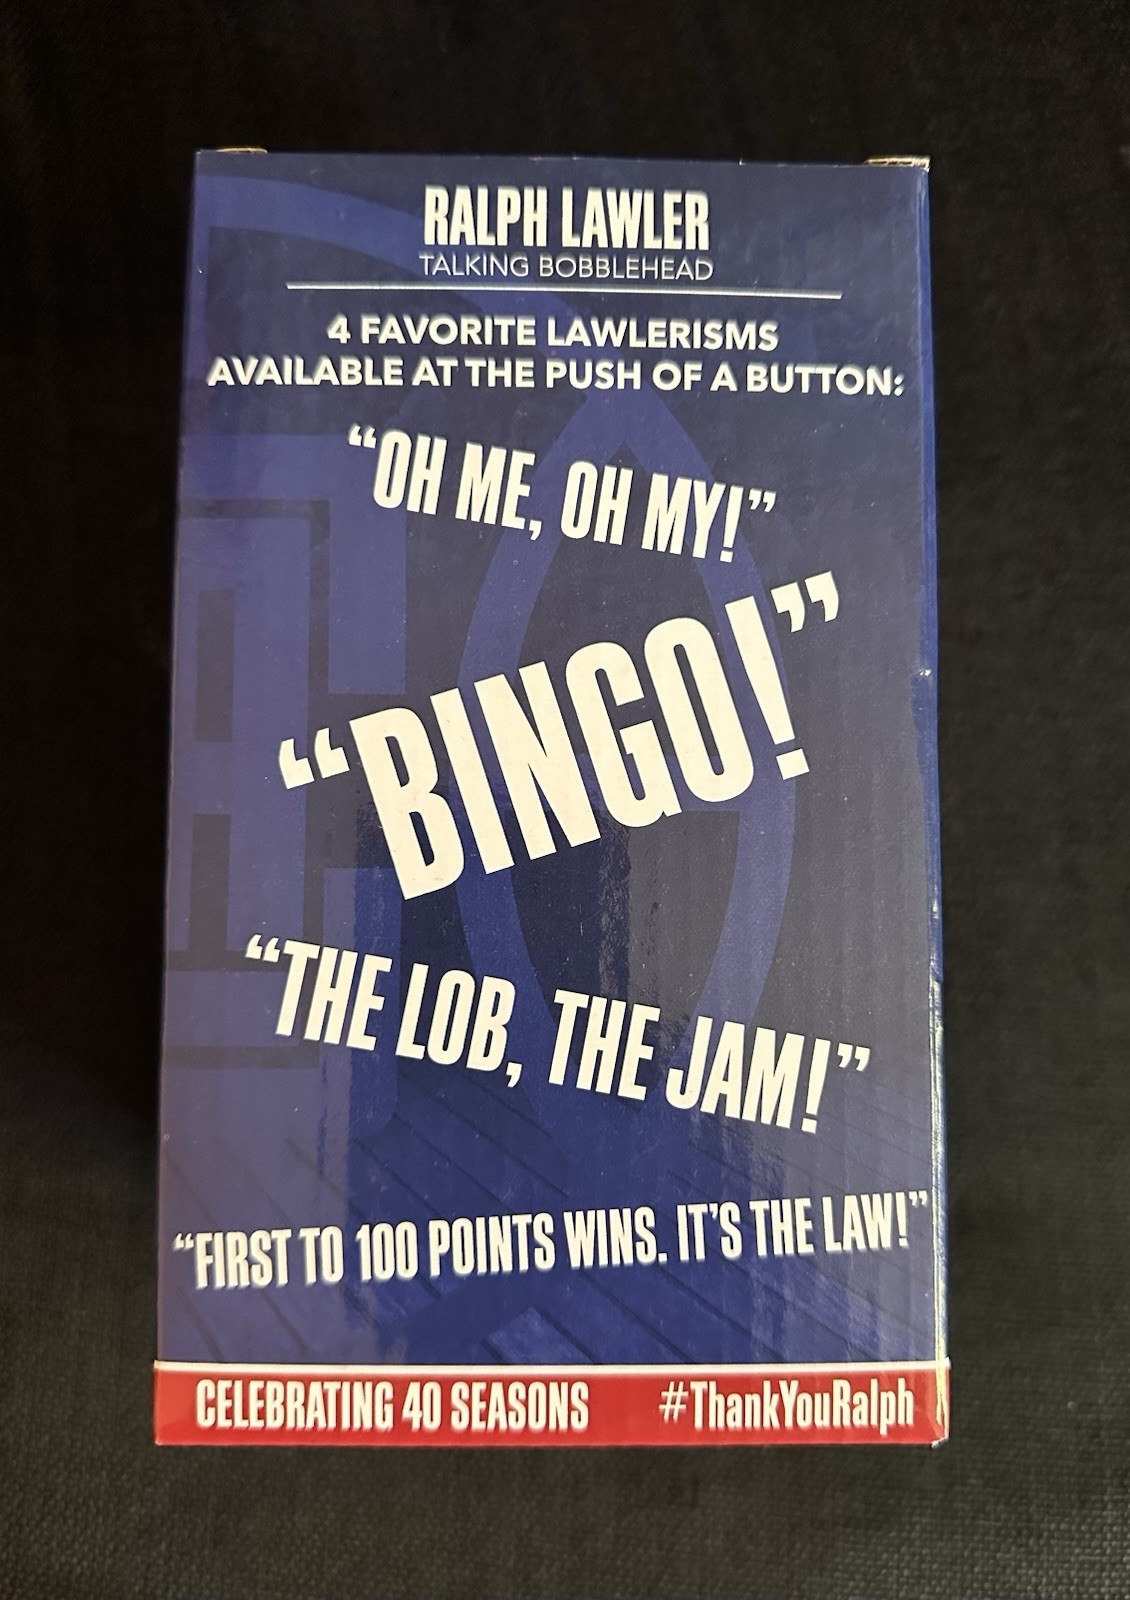 RALPH LAWLER
TALKING BOBBLEHEAD
4 FAVORITE LAWLERISMS
AVAILABLE AT THE PUSH OF A BUTTON:
“OH ME, OH MY!”
“BINGO!”
“THE LOB, THE JAM!”
“FIRST TO 100 POINTS WINS. IT’S THE LAW!”
CELEBRATING 40 SEASONS #ThankYouRalph